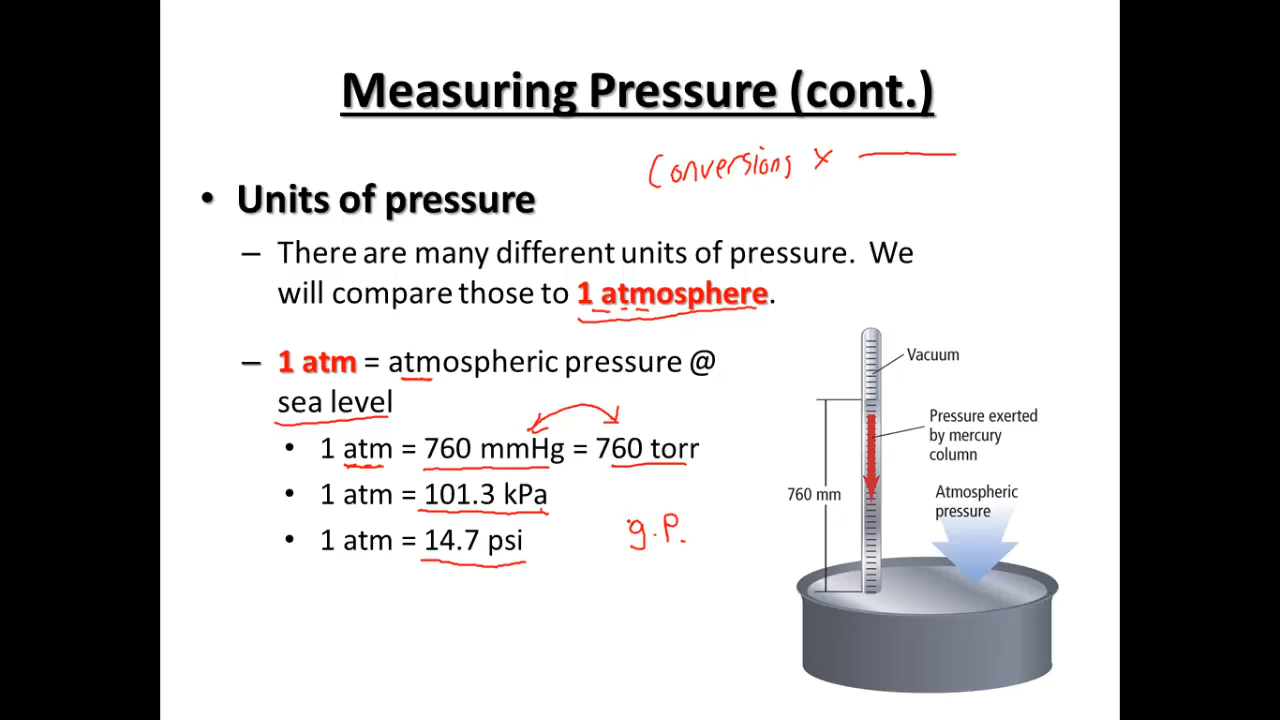 Measuring Pressure (cont.)
Conversions x
• Units of pressure
– There are many different units of pressure. We
will compare those to 1 atmosphere.
– 1 atm = atmospheric pressure @
sea level
• 1 atm = 760 mmHg = 760 torr
• 1 atm = 101.3 kPa
• 1 atm = 14.7 psi
g.P.
Vacuum
Pressure exerted
by mercury
column
760 mm
Atmospheric
pressure